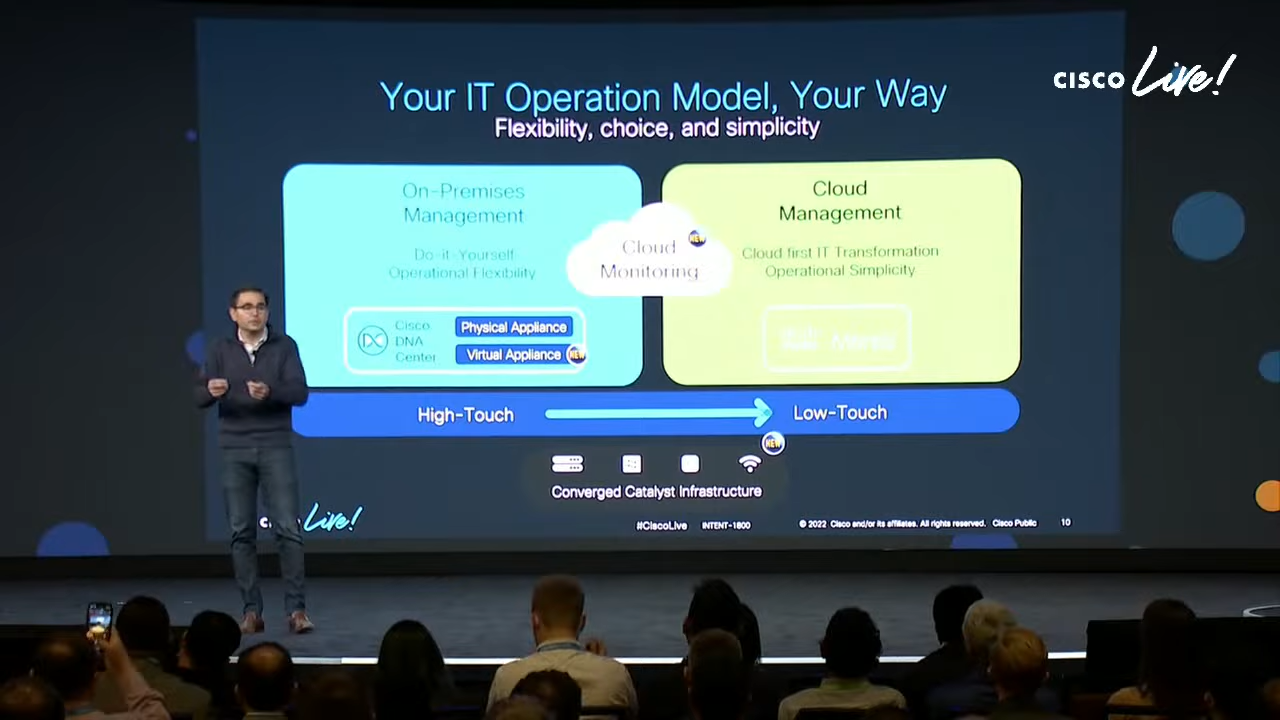 CISCO Live!
Your IT Operation Model, Your Way
Flexibility, choice, and simplicity
On-Premises
Management
Do-it-Yourself
Operational Flexibility
Cisco
DNA
Center
Physical Appliance
Virtual Appliance
NEW
Cloud
Monitoring
NEW
Cloud
Management
Cloud first IT Transformation
Operational Simplicity
Meraki
High-Touch
Low-Touch
NEW
Converged Catalyst Infrastructure
Live!
#CiscoLive
INTENT-1800
© 2022 Cisco and/or its affiliates. All rights reserved. Cisco Public
10